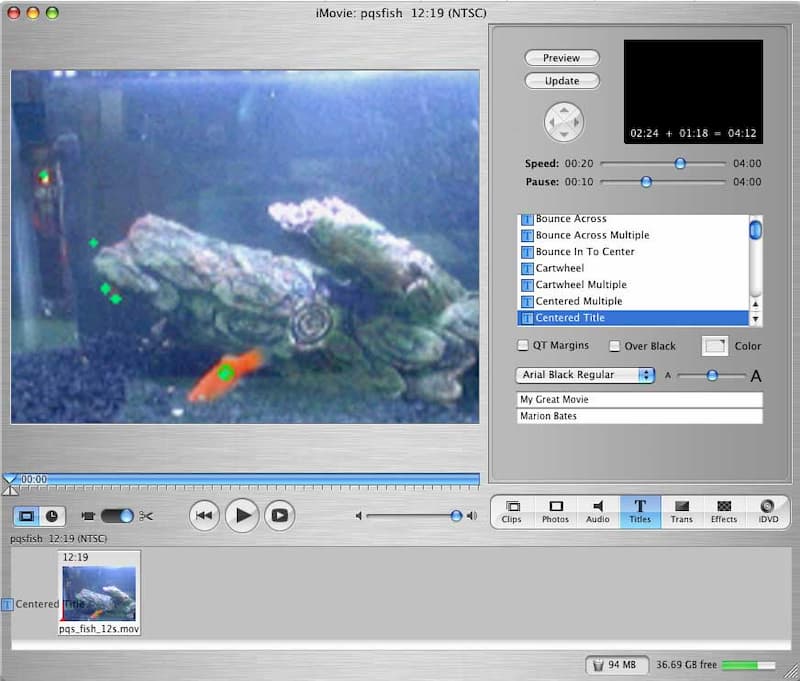 iMovie: pqsfish 12:19 (NTSC)
Preview
Update
02:24 + 01:18 = 04:12
Speed: 00:20 04:00
Pause: 00:10 04:00
Bounce Across
Bounce Across Multiple
Bounce In To Center
Cartwheel
Cartwheel Multiple
Centered Multiple
Centered Title
QT Margins Over Black Color
Arial Black Regular A A
My Great Movie
Marion Bates
00:00
Clips Photos Audio Titles Trans Effects iDVD
pqsfish 12:19 (NTSC)
12:19
Centered Title
pqs_fish_12s.mov
94 MB 36.69 GB free